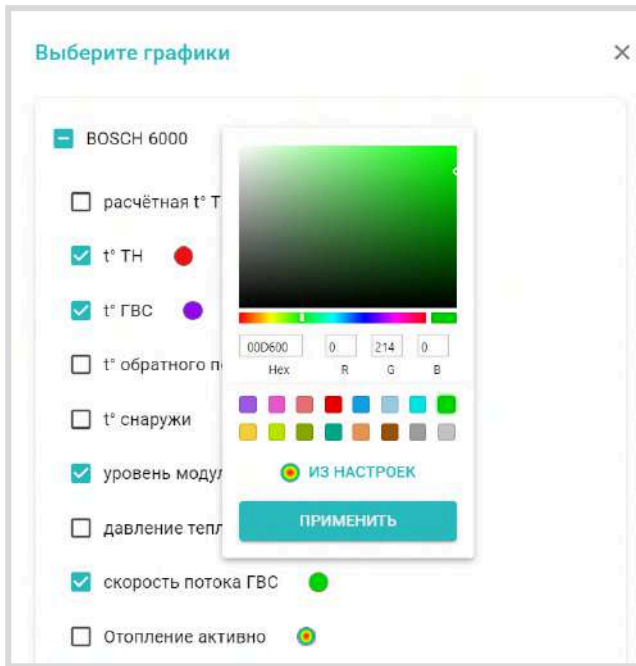 Выберите графики
BOSCH 6000
расчётная t° Т
t° ТН
t° ГВС
00D600 0 214 0
Hex R G B
t° обратного п
t° снаружи
уровень модул
ИЗ НАСТРОЕК
давление тепл
ПРИМЕНИТЬ
скорость потока ГВС
Отопление активно